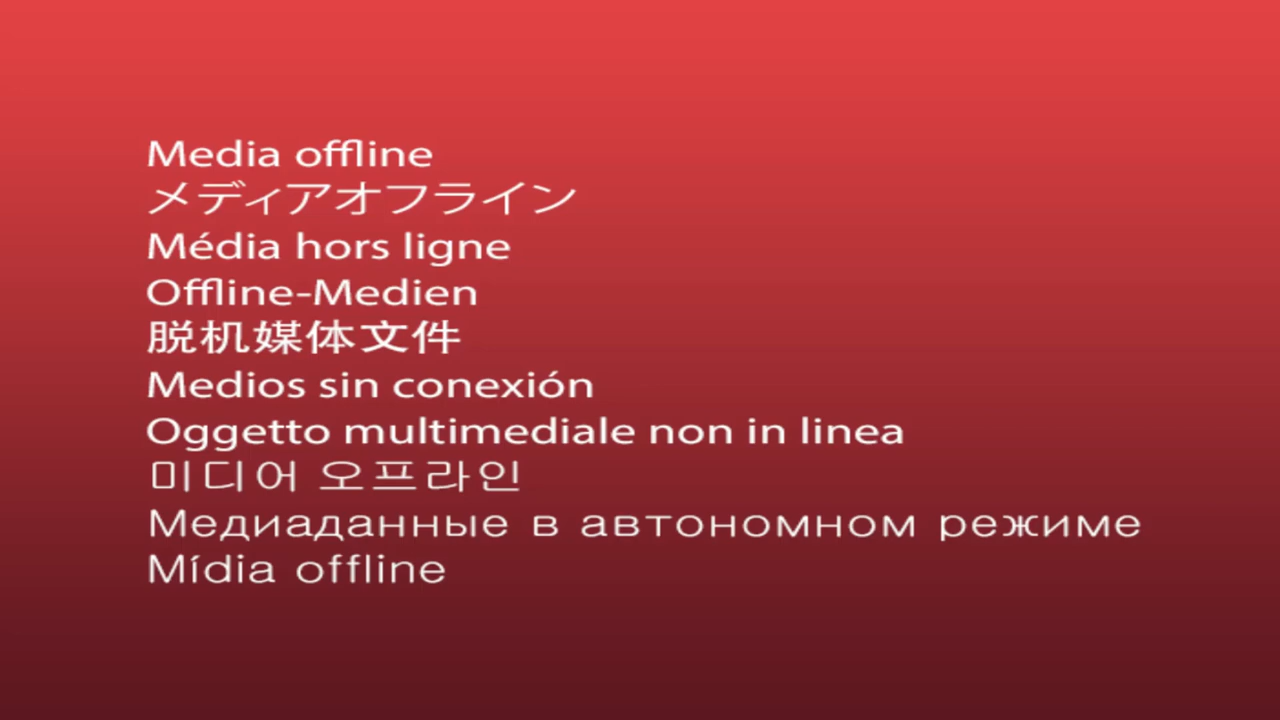 Media offline
メディアオフライン
Média hors ligne
Offline-Medien
脱机媒体文件
Medios sin conexión
Oggetto multimediale non in linea
미디어 오프라인
Медиаданные в автономном режиме
Mídia offline